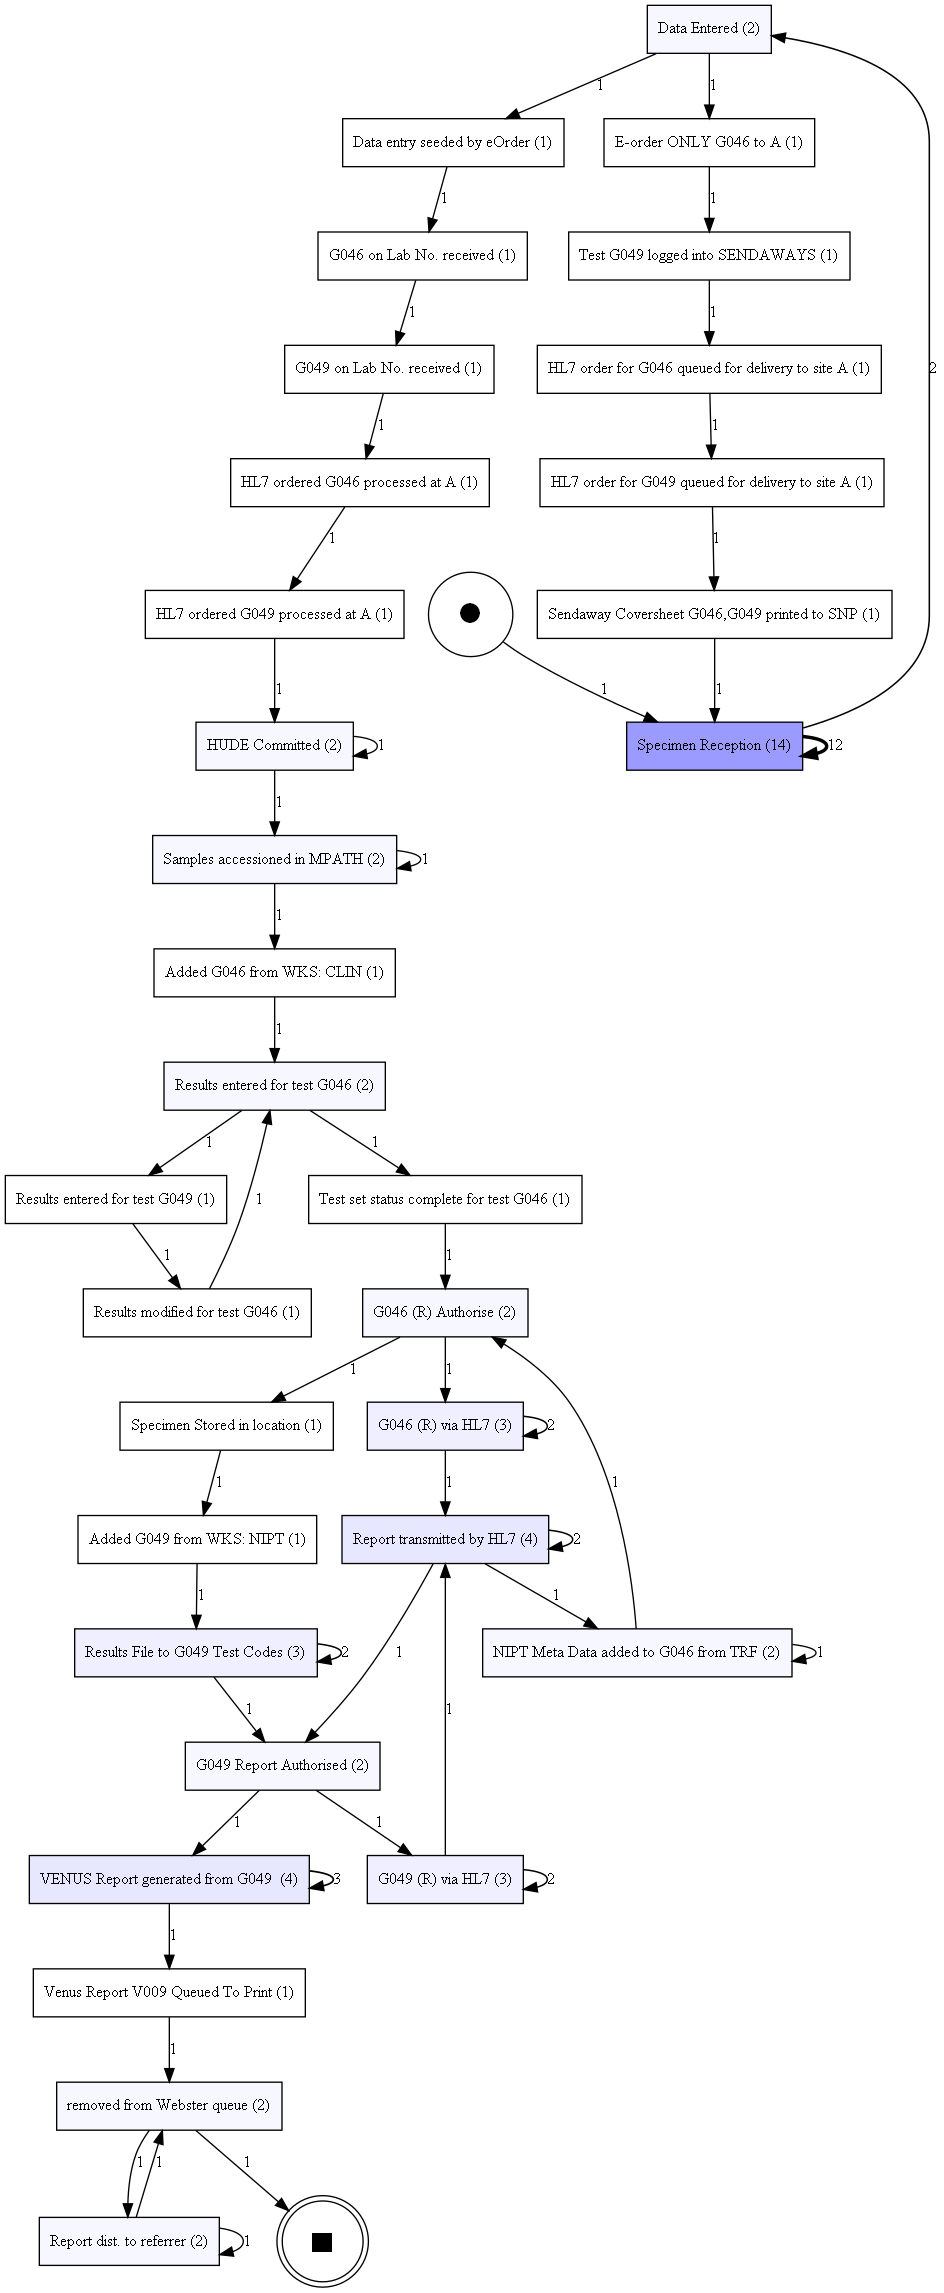 Data Entered (2)
1
1
Data entry seeded by eOrder (1)
E-order ONLY G046 to A (1)
1
1
G046 on Lab No. received (1)
Test G049 logged into SENDAWAYS (1)
1
1
G049 on Lab No. received (1)
HL7 order for G046 queued for delivery to site A (1)
2
1
1
HL7 ordered G046 processed at A (1)
HL7 order for G049 queued for delivery to site A (1)
1
1
HL7 ordered G049 processed at A (1)
Sendaway Coversheet G046,G049 printed to SNP (1)
1
1
1
HUDE Committed (2)
1
Specimen Reception (14)
12
1
Samples accessioned in MPATH (2)
1
1
Added G046 from WKS: CLIN (1)
1
Results entered for test G046 (2)
1
1
Results entered for test G049 (1)
1
Test set status complete for test G046 (1)
1
1
Results modified for test G046 (1)
G046 (R) Authorise (2)
1
1
Specimen Stored in location (1)
G046 (R) via HL7 (3)
2
1
1
1
Added G049 from WKS: NIPT (1)
Report transmitted by HL7 (4)
2
1
1
Results File to G049 Test Codes (3)
2
1
NIPT Meta Data added to G046 from TRF (2)
1
1
1
G049 Report Authorised (2)
1
1
VENUS Report generated from G049  (4)
3
G049 (R) via HL7 (3)
2
1
Venus Report V009 Queued To Print (1)
1
removed from Webster queue (2)
1
1
1
Report dist. to referrer (2)
1